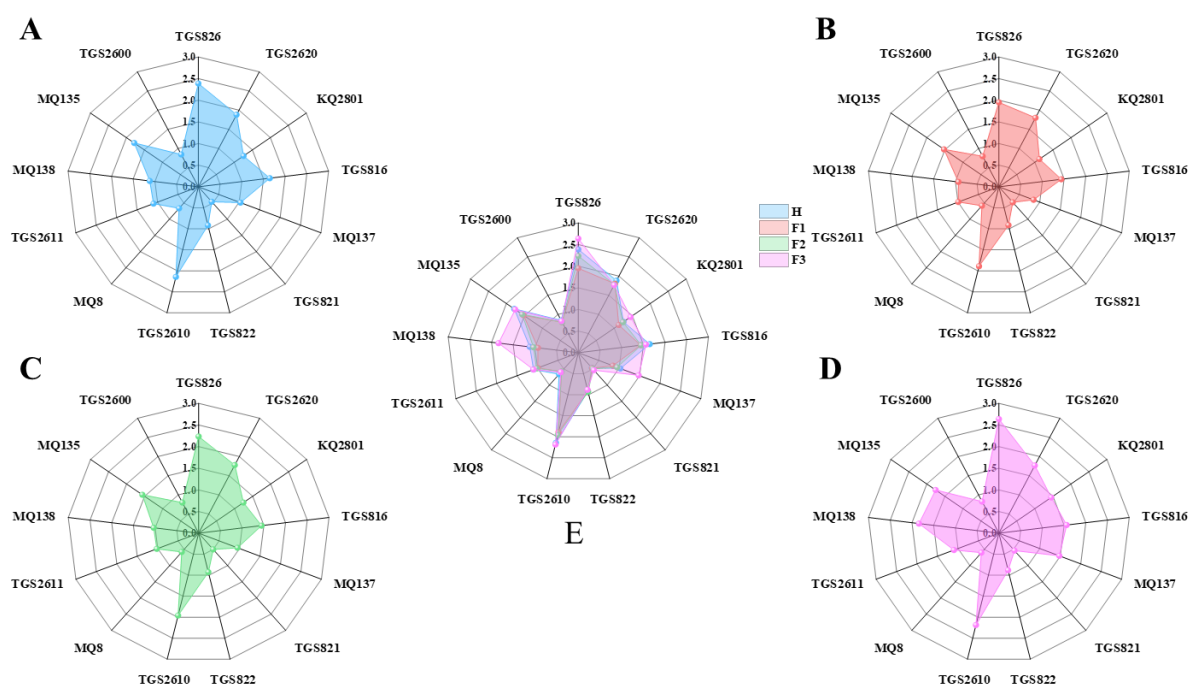 A
TGS826
TGS2600
TGS2620
MQ135
KQ2801
MQ138
TGS816
TGS2611
MQ137
MQ8
TGS821
TGS2610
TGS822
3.0
2.5
2.0
1.5
1.0
0.5
0.0
B
TGS826
TGS2600
TGS2620
MQ135
KQ2801
MQ138
TGS816
TGS2611
MQ137
MQ8
TGS821
TGS2610
TGS822
3.0
2.5
2.0
1.5
1.0
0.5
0.0
TGS826
TGS2600
TGS2620
MQ135
KQ2801
MQ138
TGS816
TGS2611
MQ137
MQ8
TGS821
TGS2610
TGS822
3.0
2.5
2.0
1.5
1.0
0.5
0.0
H
F1
F2
F3
E
C
TGS826
TGS2600
TGS2620
MQ135
KQ2801
MQ138
TGS816
TGS2611
MQ137
MQ8
TGS821
TGS2610
TGS822
3.0
2.5
2.0
1.5
1.0
0.5
0.0
D
TGS826
TGS2600
TGS2620
MQ135
KQ2801
MQ138
TGS816
TGS2611
MQ137
MQ8
TGS821
TGS2610
TGS822
3.0
2.5
2.0
1.5
1.0
0.5
0.0